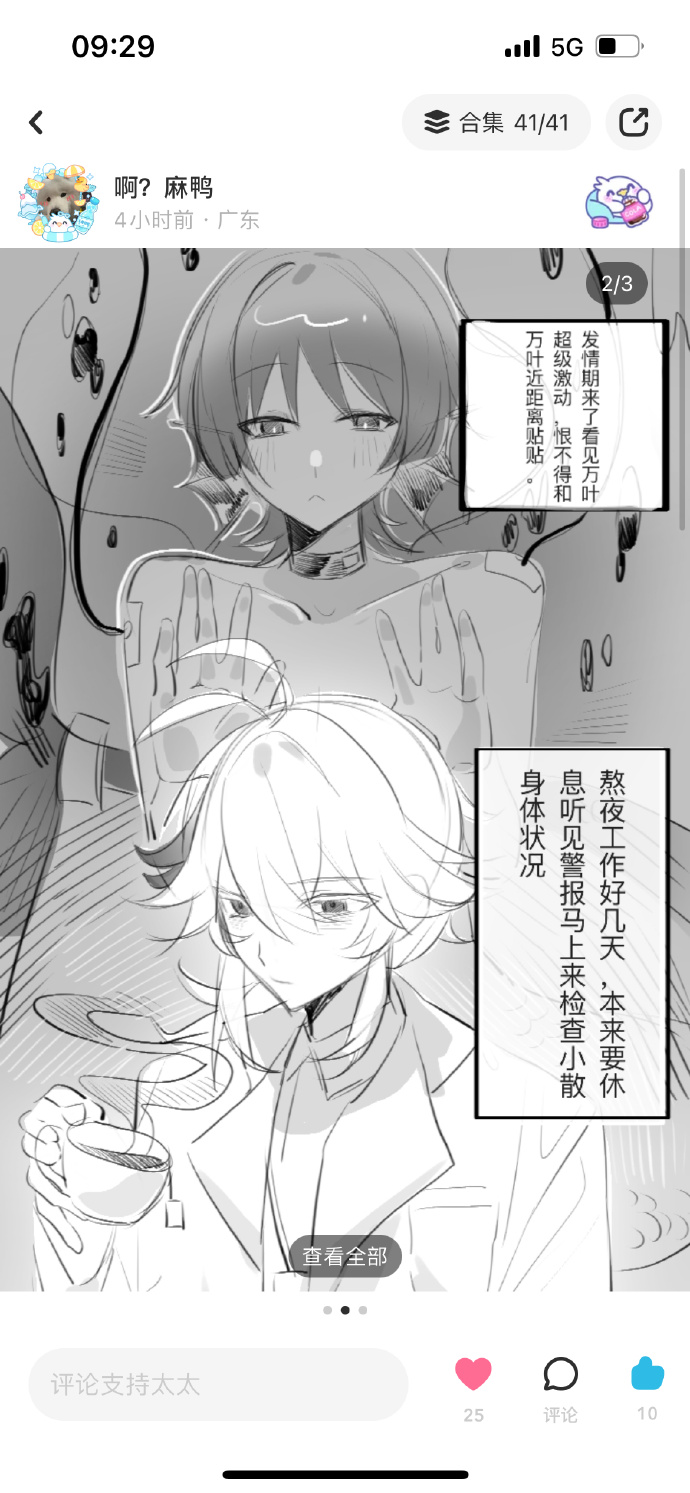 09:29
5G
合集 41/41
啊？麻鸭
4小时前 · 广东
2/3
发情期来了看见万叶
超级激动，恨不得和
万叶近距离贴贴。
熬夜工作好几天，本来要休
息听见警报马上来检查小散
身体状况
查看全部
评论支持太太
25
评论
10